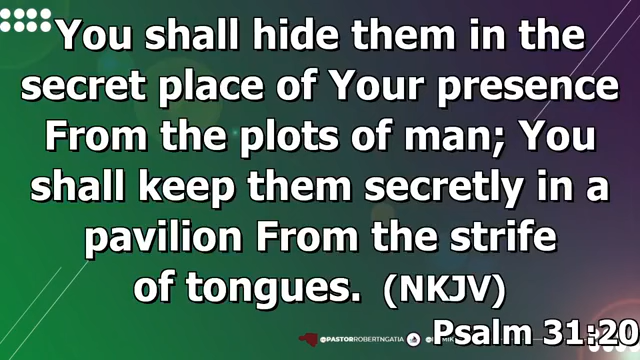 You shall hide them in the
secret place of Your presence
From the plots of man; You
shall keep them secretly in a
pavilion From the strife
of tongues. (NKJV)
@PASTORROBERTNGATIA
Psalm 31:20